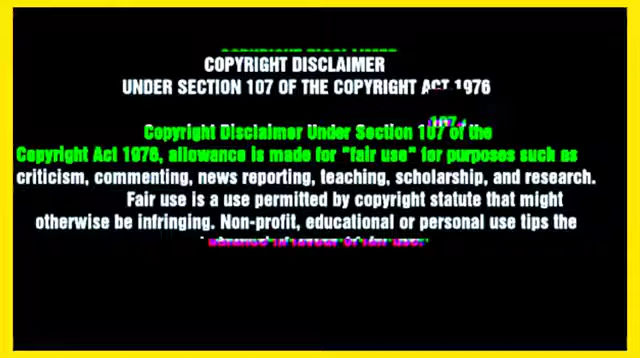 COPYRIGHT DISCLAIMER
UNDER SECTION 107 OF THE COPYRIGHT ACT 1976
Copyright Disclaimer Under Section 107 of the
Copyright Act 1976, allowance is made for "fair use" for purposes such as
criticism, commenting, news reporting, teaching, scholarship, and research.
Fair use is a use permitted by copyright statute that might
otherwise be infringing. Non-profit, educational or personal use tips the